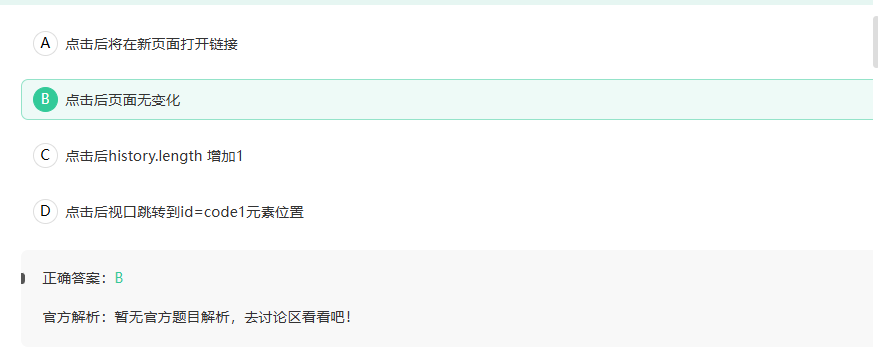 A 点击后将在新页面打开链接
B 点击后页面无变化
C 点击后history.length 增加1
D 点击后视口跳转到id=code1元素位置
正确答案：B
官方解析：暂无官方题目解析，去讨论区看看吧！